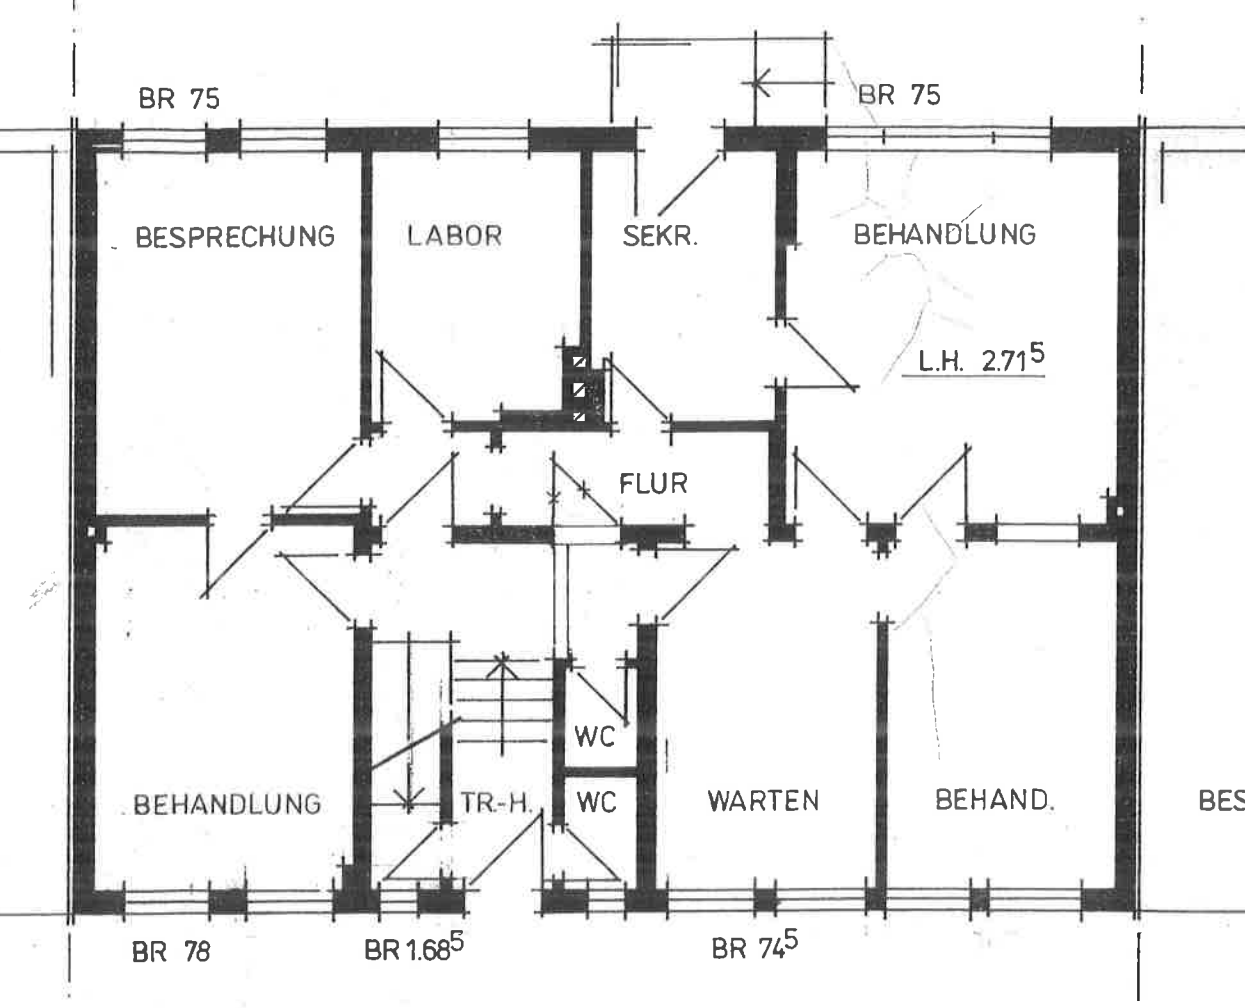 BR 75
BR 75
BESPRECHUNG
LABOR
SEKR.
BEHANDLUNG
L.H. 2.71⁵
FLUR
WC
BEHANDLUNG
TR.-H.
WC
WARTEN
BEHAND.
BES
BR 78
BR 1.68⁵
BR 74⁵